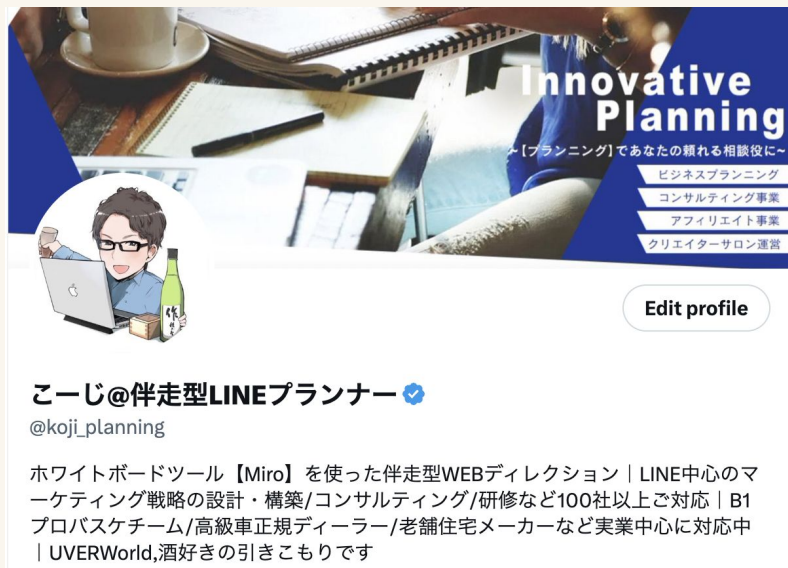 Innovative
Planning
~【プランニング】であなたの頼れる相談役に~
ビジネスプランニング
コンサルティング事業
アフィリエイト事業
クリエイターサロン運営
作
Edit profile
こーじ@伴走型LINEプランナー
@koji_planning
ホワイトボードツール【Miro】を使った伴走型WEBディレクション｜LINE中心のマ
ーケティング戦略の設計・構築/コンサルティング/研修など100社以上ご対応｜B1
プロバスケチーム/高級車正規ディーラー/老舗住宅メーカーなど実業中心に対応中
｜UVERWorld,酒好きの引きこもりです